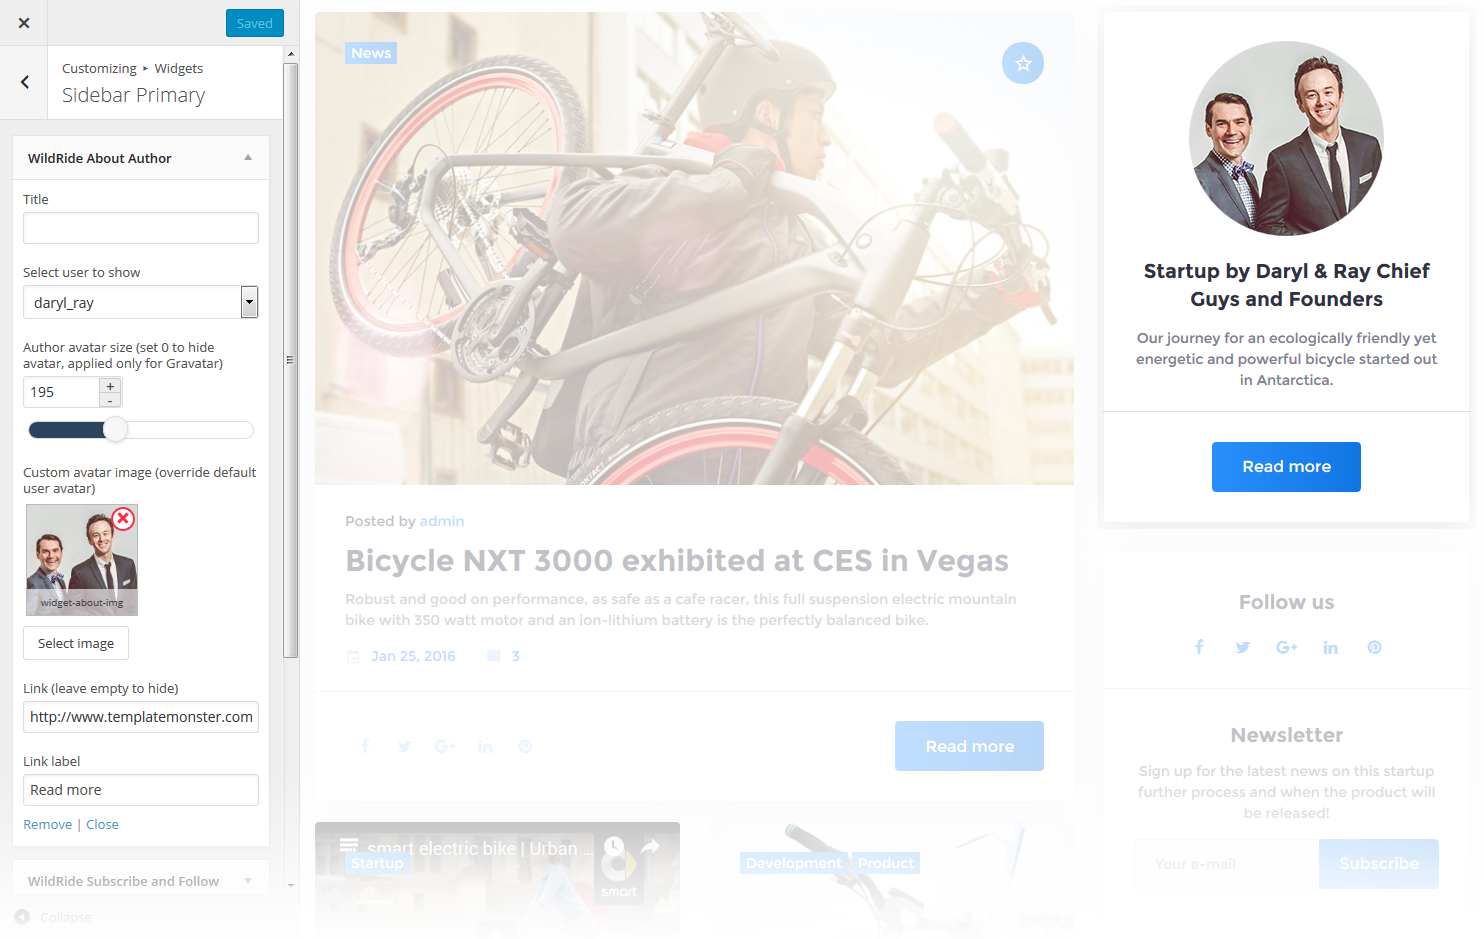 Saved
Customizing ▸ Widgets
Sidebar Primary
WildRide About Author
Title
Select user to show
daryl_ray
Author avatar size (set 0 to hide
avatar, applied only for Gravatar)
195
+
-
Custom avatar image (override default
user avatar)
widget-about-img
Select image
Link (leave empty to hide)
http://www.templatemonster.com
Link label
Read more
Remove | Close
WildRide Subscribe and Follow
Collapse
News
Posted by admin
Bicycle NXT 3000 exhibited at CES in Vegas
Robust and good on performance, as safe as a cafe racer, this full suspension electric mountain
bike with 350 watt motor and an ion-lithium battery is the perfectly balanced bike.
Jan 25, 2016 3
Read more
smart electric bike | Urban ...
Startup
smart
Development Product
Startup by Daryl & Ray Chief
Guys and Founders
Our journey for an ecologically friendly yet
energetic and powerful bicycle started out
in Antarctica.
Read more
Follow us
Newsletter
Sign up for the latest news on this startup
further process and when the product will
be released!
Your e-mail Subscribe